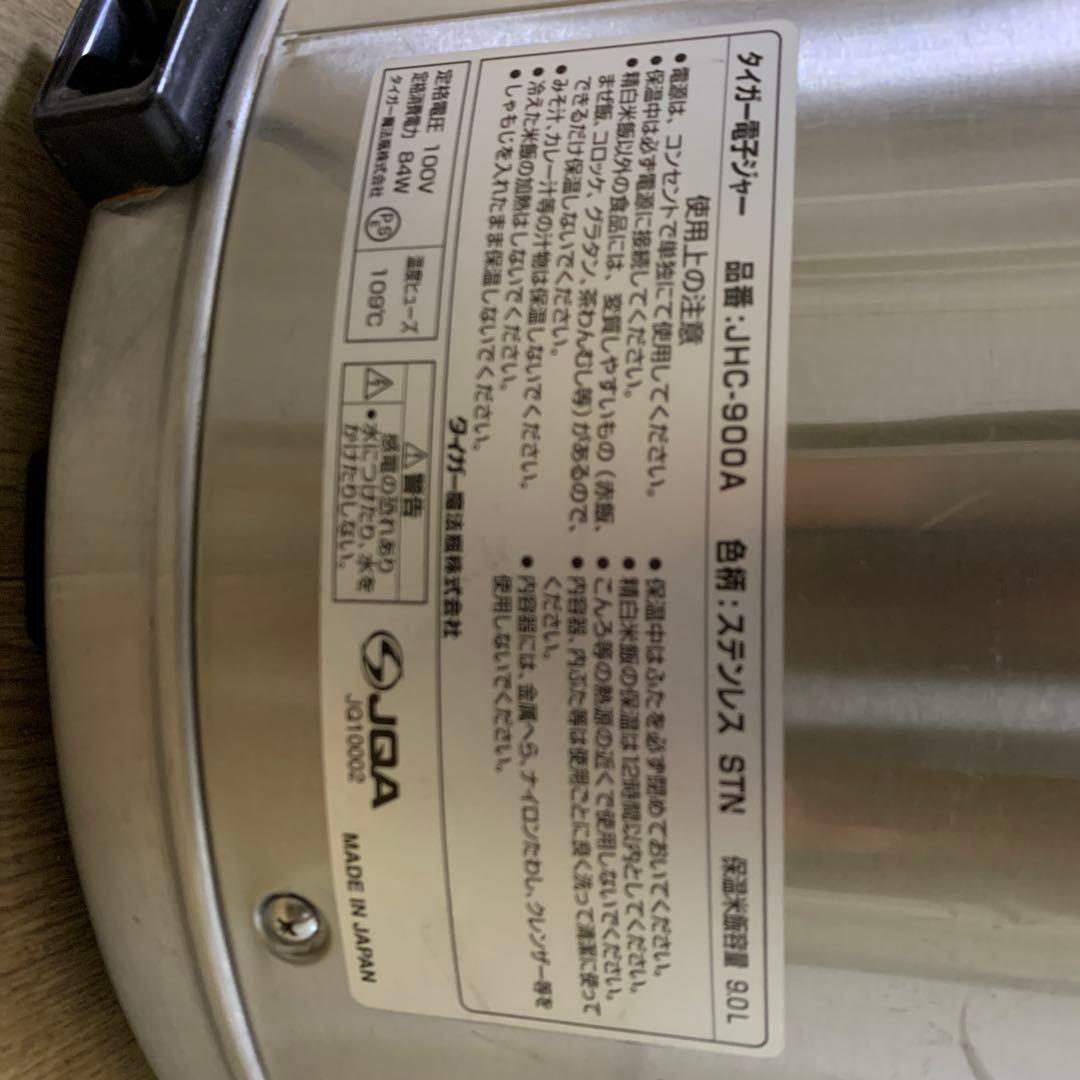 タイガー電子ジャー 品番：JHC-900A 色柄：ステンレス STN 保温米飯容量 9.0L
使用上の注意
●電源は、コンセントで単独にて使用してください。
●保温中は必ず電源に接続してください。
●精白米飯以外の食品には、変質しやすいもの（赤飯、
まぜ飯、コロッケ、グラタン、茶わんむし等）があるので、
できるだけ保温しないでください。
●みそ汁、カレー汁等の汁物は保温しないでください。
●冷えた米飯の加熱はしないでください。
●しゃもじを入れたまま保温しないでください。
●保温中はふたを必ず閉めておいてください。
●精白米飯の保温は12時間以内としてください。
●こんろ等の熱源の近くで使用しないでください。
●内容器、内ぶた等は使用ごとに良く洗って清潔に使って
ください。
●内容器には、金属へら、ナイロンたわし、クレンザー等を
使用しないでください。
タイガー魔法瓶株式会社
定格電圧 100V
定格消費電力 84W
タイガー魔法瓶株式会社
PSE
温度ヒューズ
109℃
警告
感電の恐れあり
●水につけたり、水を
かけたりしない。
JQA
JQ10002
MADE IN JAPAN